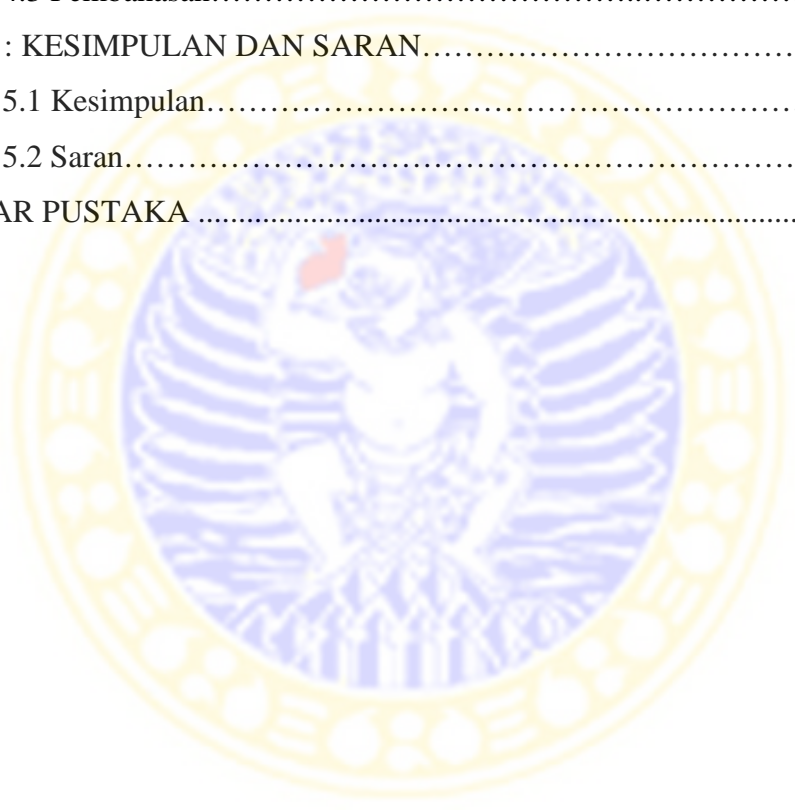 : KESIMPULAN DAN SARAN……………………………
5.1 Kesimpulan…………………………………………………
5.2 Saran…………………………………………………………
AR PUSTAKA ................................................................................